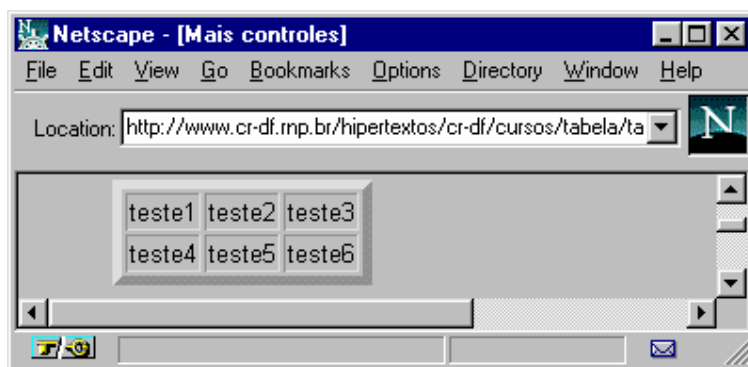 Netscape - [Mais controles]
File Edit View Go Bookmarks Options Directory Window Help
Location: http://www.cr-df.rnp.br/hipertextos/cr-df/cursos/tabela/ta
N
teste1 teste2 teste3
teste4 teste5 teste6